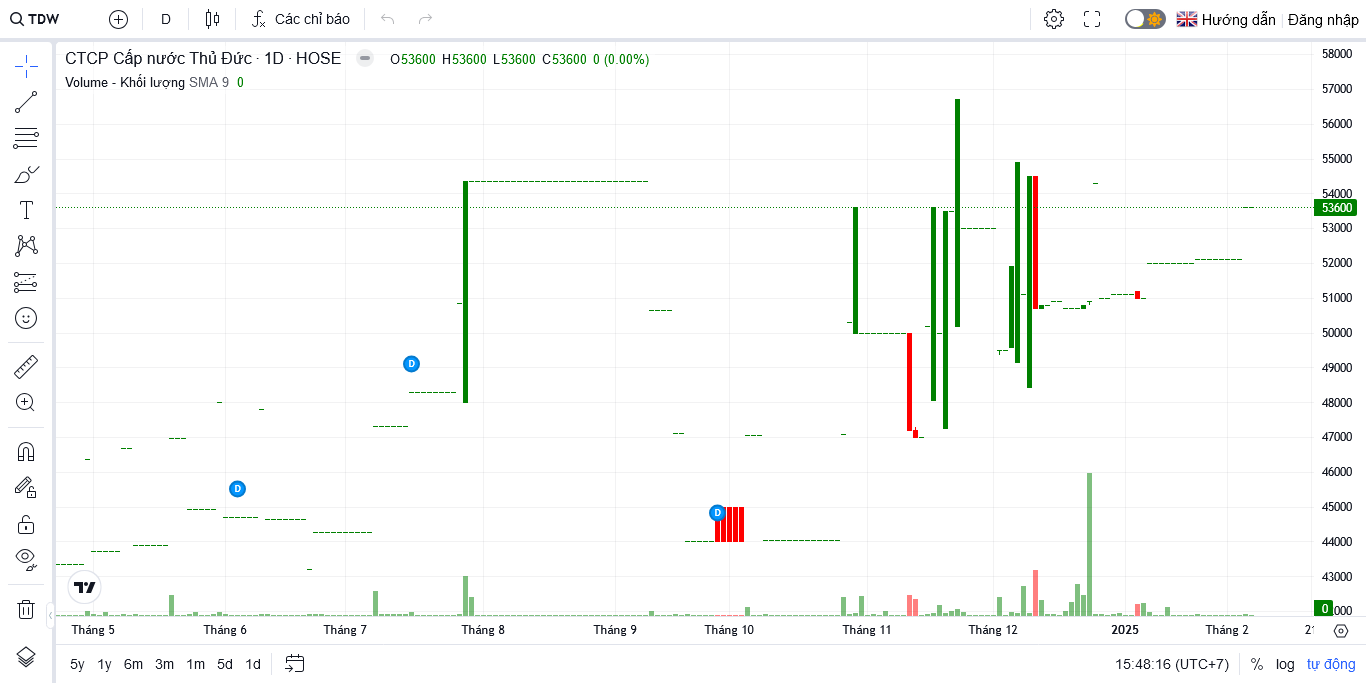 TDW D Các chỉ báo Hướng dẫn Đăng nhập
CTCP Cấp nước Thủ Đức · 1D · HOSE O53600 H53600 L53600 C53600 0 (0.00%)
Volume - Khối lượng SMA 9 0
58000
57000
56000
55000
54000
53600
53000
52000
51000
50000
49000
48000
47000
46000
45000
44000
43000
0
D
D
D
Tháng 5 Tháng 6 Tháng 7 Tháng 8 Tháng 9 Tháng 10 Tháng 11 Tháng 12 2025 Tháng 2
5y 1y 6m 3m 1m 5d 1d 15:48:16 (UTC+7) % log tự động